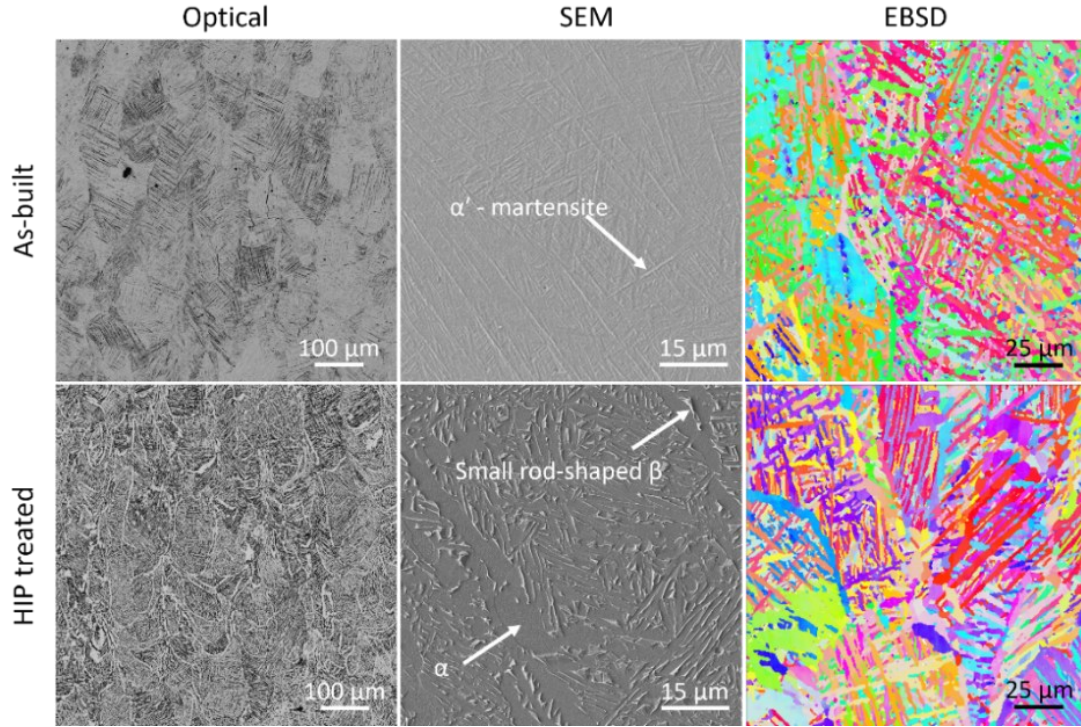 Optical
SEM
EBSD
As-built
α’ - martensite
100 μm
15 μm
25 μm
HIP treated
Small rod-shaped β
α
100 μm
15 μm
25 μm